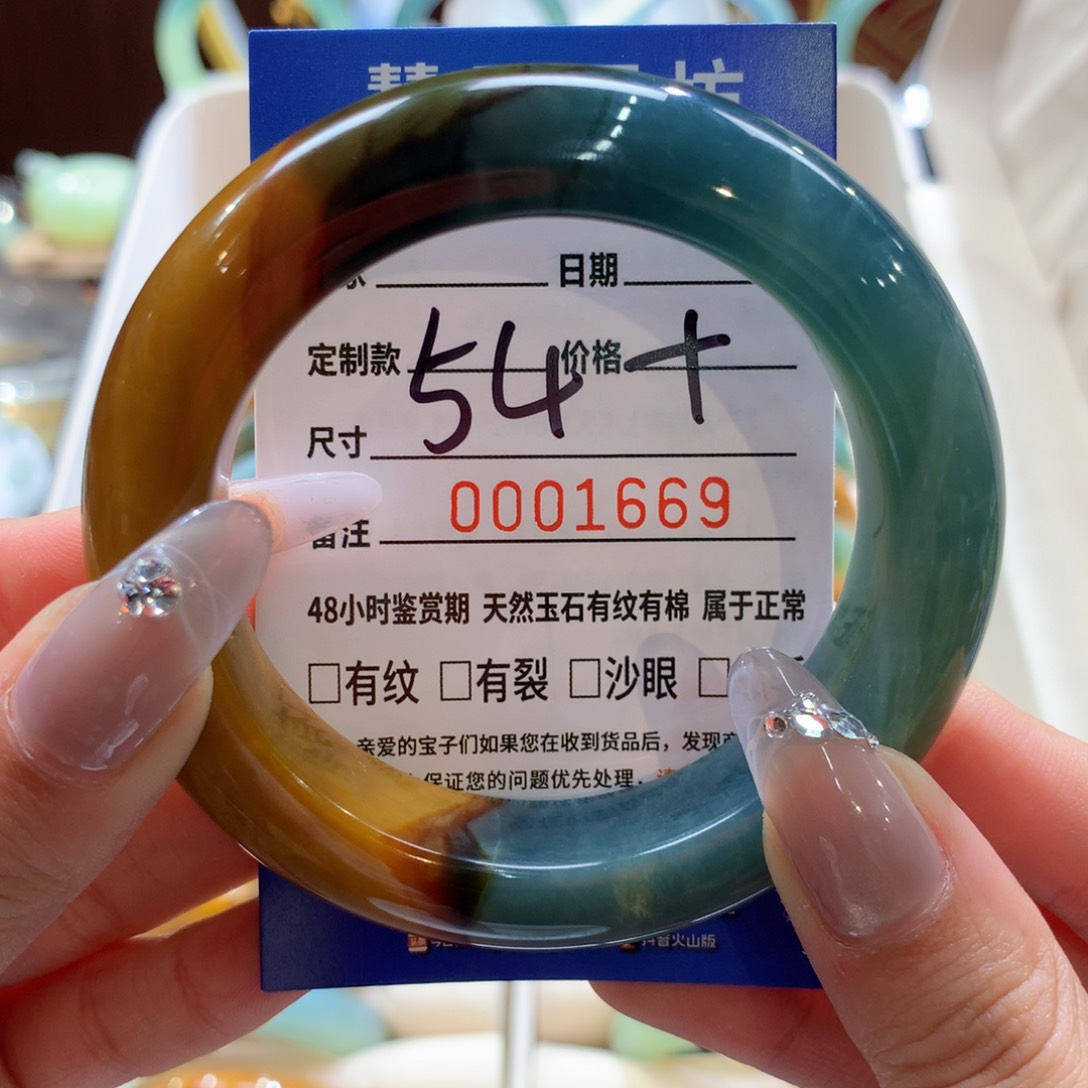 日期
定制款 54+ 价格
尺寸
0001669
备注
48小时鉴赏期 天然玉石有纹有棉 属于正常
□有纹 □有裂 □沙眼 □
亲爱的宝子们如果您在收到货品后，发现
保证您的问题优先处理.
抖音火山版